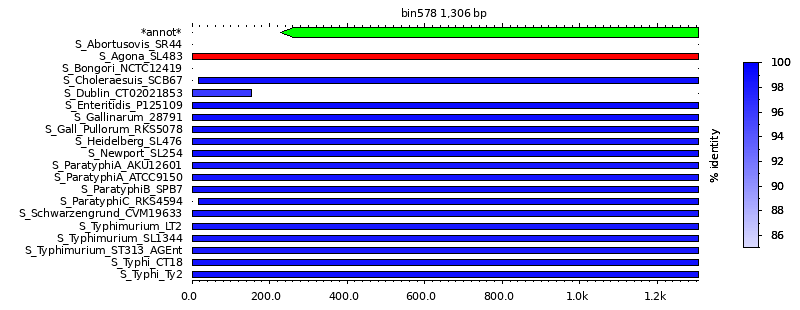 bin578 1,306 bp
*annot*
S_Abortusovis_SR44
S_Agona_SL483
S_Bongori_NCTC12419
S_Choleraesuis_SCB67
S_Dublin_CT02021853
S_Enteritidis_P125109
S_Gallinarum_28791
S_Gall_Pullorum_RKS5078
S_Heidelberg_SL476
S_Newport_SL254
S_ParatyphiA_AKU12601
S_ParatyphiA_ATCC9150
S_ParatyphiB_SPB7
S_ParatyphiC_RKS4594
S_Schwarzengrund_CVM19633
S_Typhimurium_LT2
S_Typhimurium_SL1344
S_Typhimurium_ST313_AGEnt
S_Typhi_CT18
S_Typhi_Ty2
0.0 200.0 400.0 600.0 800.0 1.0k 1.2k
100
98
96
94
92
90
88
86
% identity